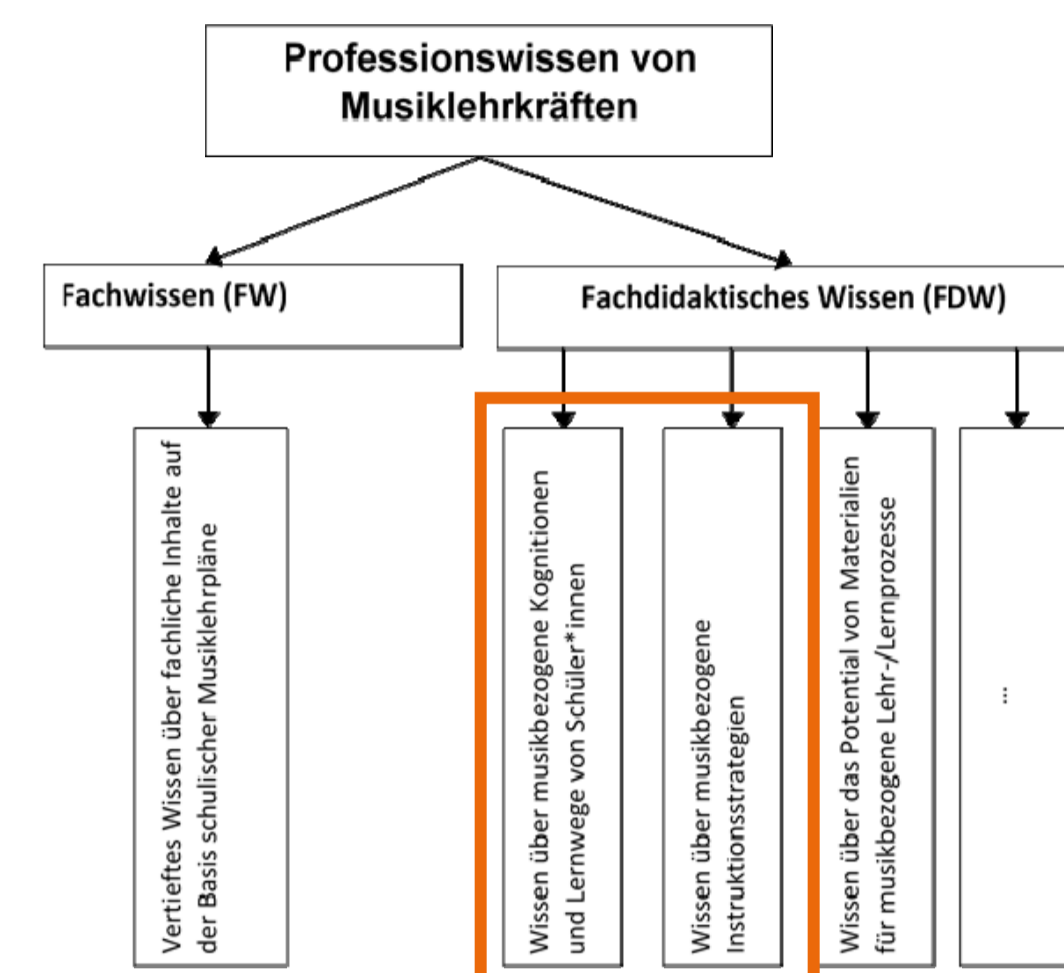 Professionswissen von
Musiklehrkräften
Fachwissen (FW)
Fachdidaktisches Wissen (FDW)
Vertieftes Wissen über fachliche Inhalte auf
der Basis schulischer Musiklehrpläne
Wissen über musikbezogene Kognitionen
und Lernwege von Schüler*innen
Wissen über musikbezogene
Instruktionsstrategien
Wissen über das Potential von Materialien
für musikbezogene Lehr-/Lernprozesse
...